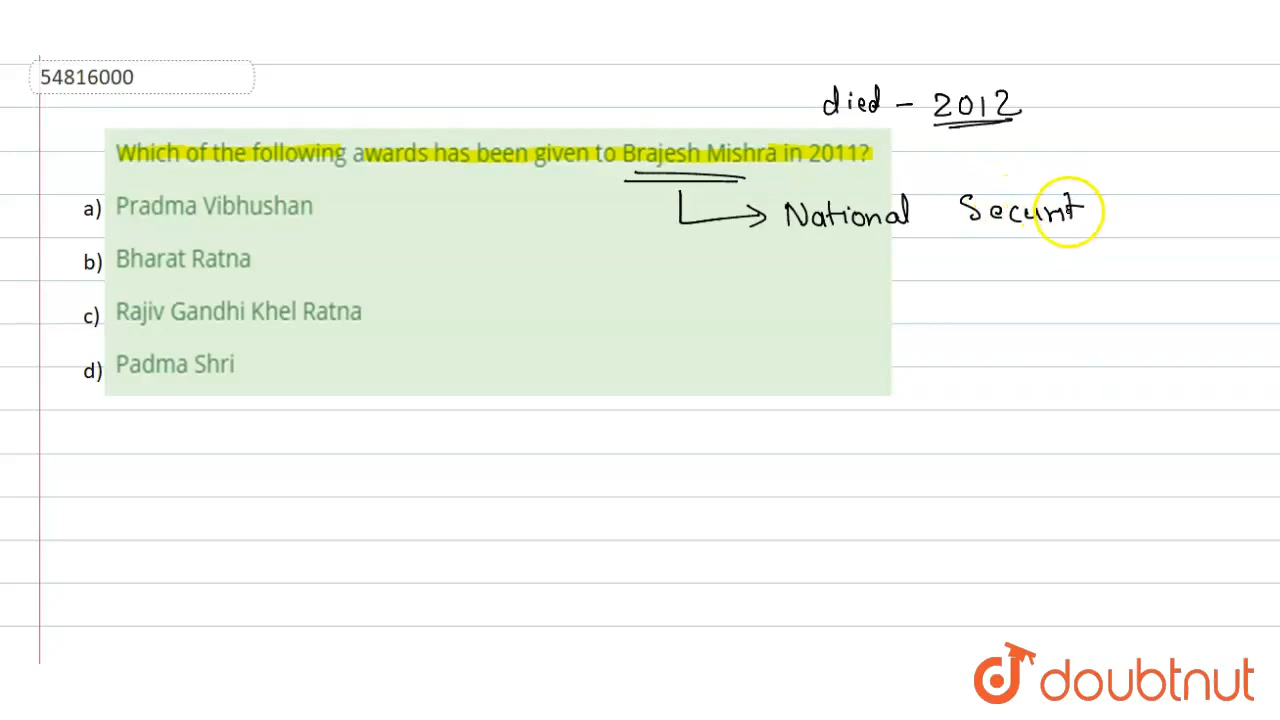 54816000
died - 2012
Which of the following awards has been given to Brajesh Mishra in 2011?
National Securit
a) Pradma Vibhushan
b) Bharat Ratna
c) Rajiv Gandhi Khel Ratna
d) Padma Shri
doubtnut